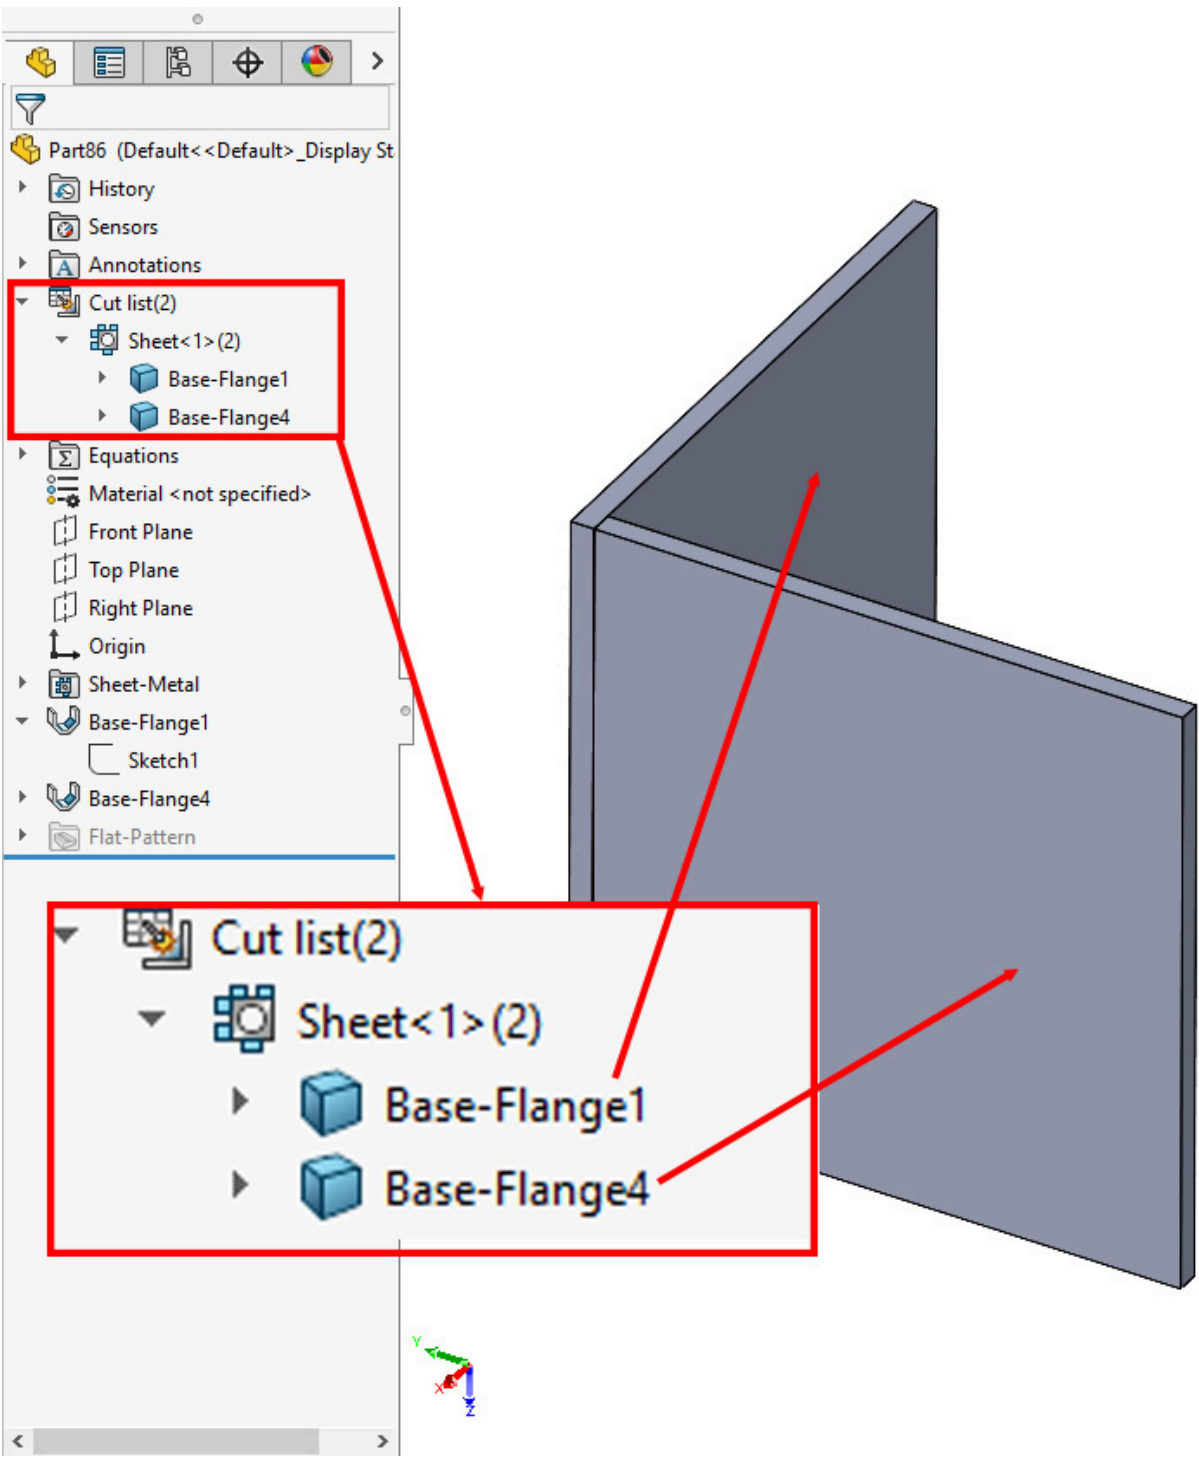 Part86 (Default<<Default>_Display St
History
Sensors
Annotations
Cut list(2)
Sheet<1>(2)
Base-Flange1
Base-Flange4
Equations
Material <not specified>
Front Plane
Top Plane
Right Plane
Origin
Sheet-Metal
Base-Flange1
Sketch1
Base-Flange4
Flat-Pattern
Cut list(2)
Sheet<1>(2)
Base-Flange1
Base-Flange4
Y
X
Z